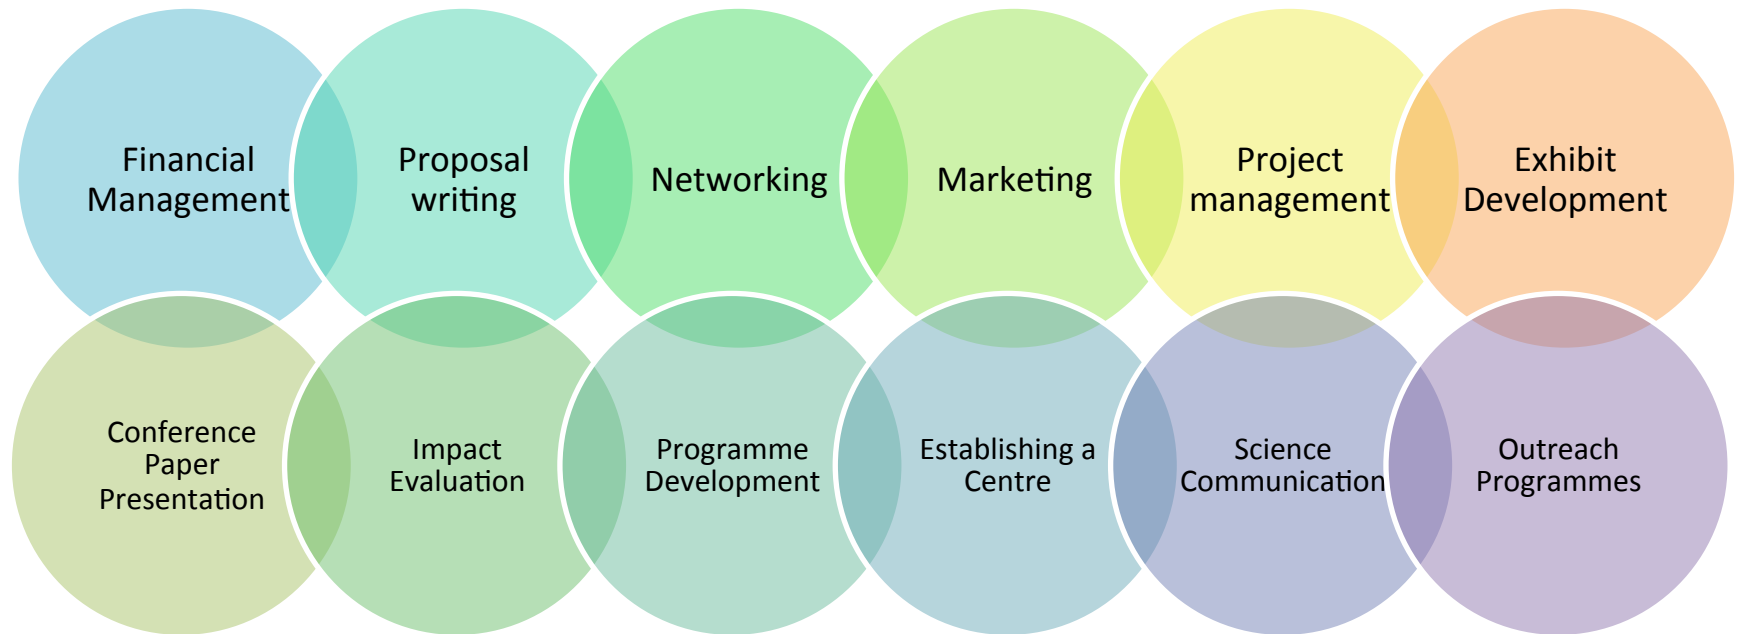 Financial
Management
Proposal
writing
Networking
Marketing
Project
management
Exhibit
Development
Conference
Paper
Presentation
Impact
Evaluation
Programme
Development
Establishing a
Centre
Science
Communication
Outreach
Programmes